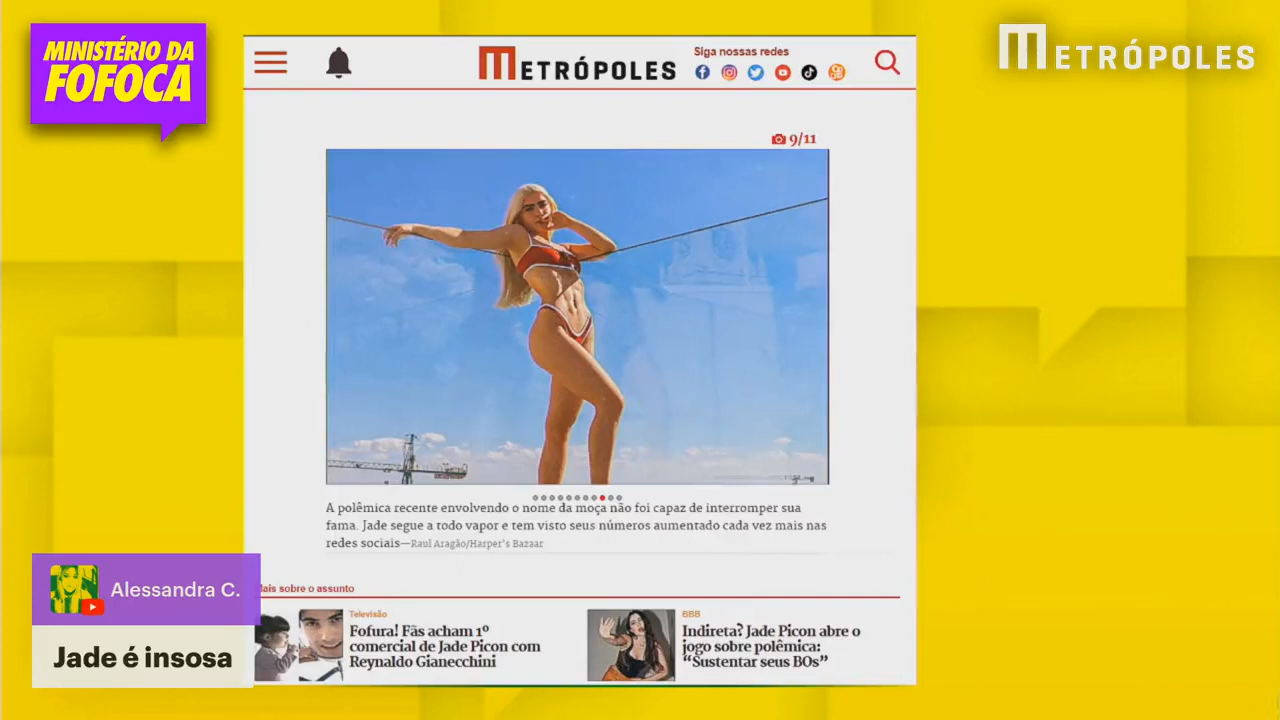 MINISTÉRIO DA
FOFOCA
METRÓPOLES
Siga nossas redes
METRÓPOLES
9/11
A polêmica recente envolvendo o nome da moça não foi capaz de interromper sua
fama. Jade segue a todo vapor e tem visto seus números aumentado cada vez mais nas
redes sociais—Raul Aragão/Harper's Bazaar
Mais sobre o assunto
Televisão
Fofura! Fãs acham 1º
comercial de Jade Picon com
Reynaldo Gianecchini
BBB
Indireta? Jade Picon abre o
jogo sobre polêmica:
“Sustentar seus BOs”
Alessandra C.
Jade é insosa